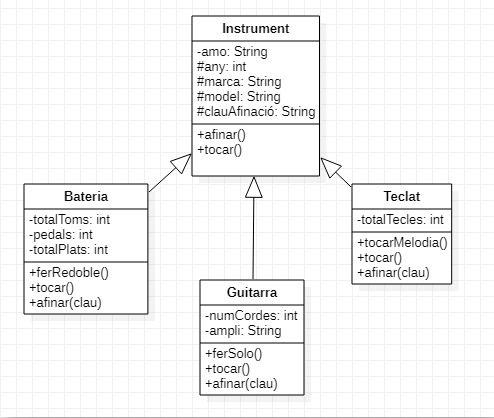 Instrument
-amo: String
#any: int
#marca: String
#model: String
#clauAfinació: String
+afinar()
+tocar()
Bateria
-totalToms: int
-pedals: int
-totalPlats: int
+ferRedoble()
+tocar()
+afinar(clau)
Guitarra
-numCordes: int
-ampli: String
+ferSolo()
+tocar()
+afinar(clau)
Teclat
-totalTecles: int
+tocarMelodia()
+tocar()
+afinar(clau)